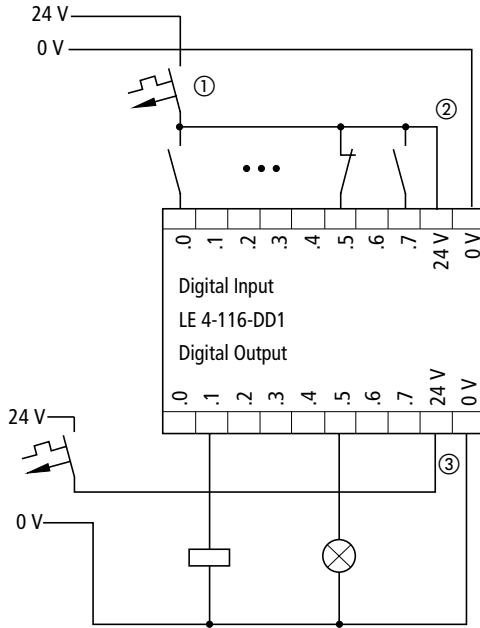 24 V
0 V
①
②
.0 .1 .2 .3 .4 .5 .6 .7 24 V 0 V
Digital Input
LE 4-116-DD1
Digital Output
.0 .1 .2 .3 .4 .5 .6 .7 24 V 0 V
24 V
③
0 V